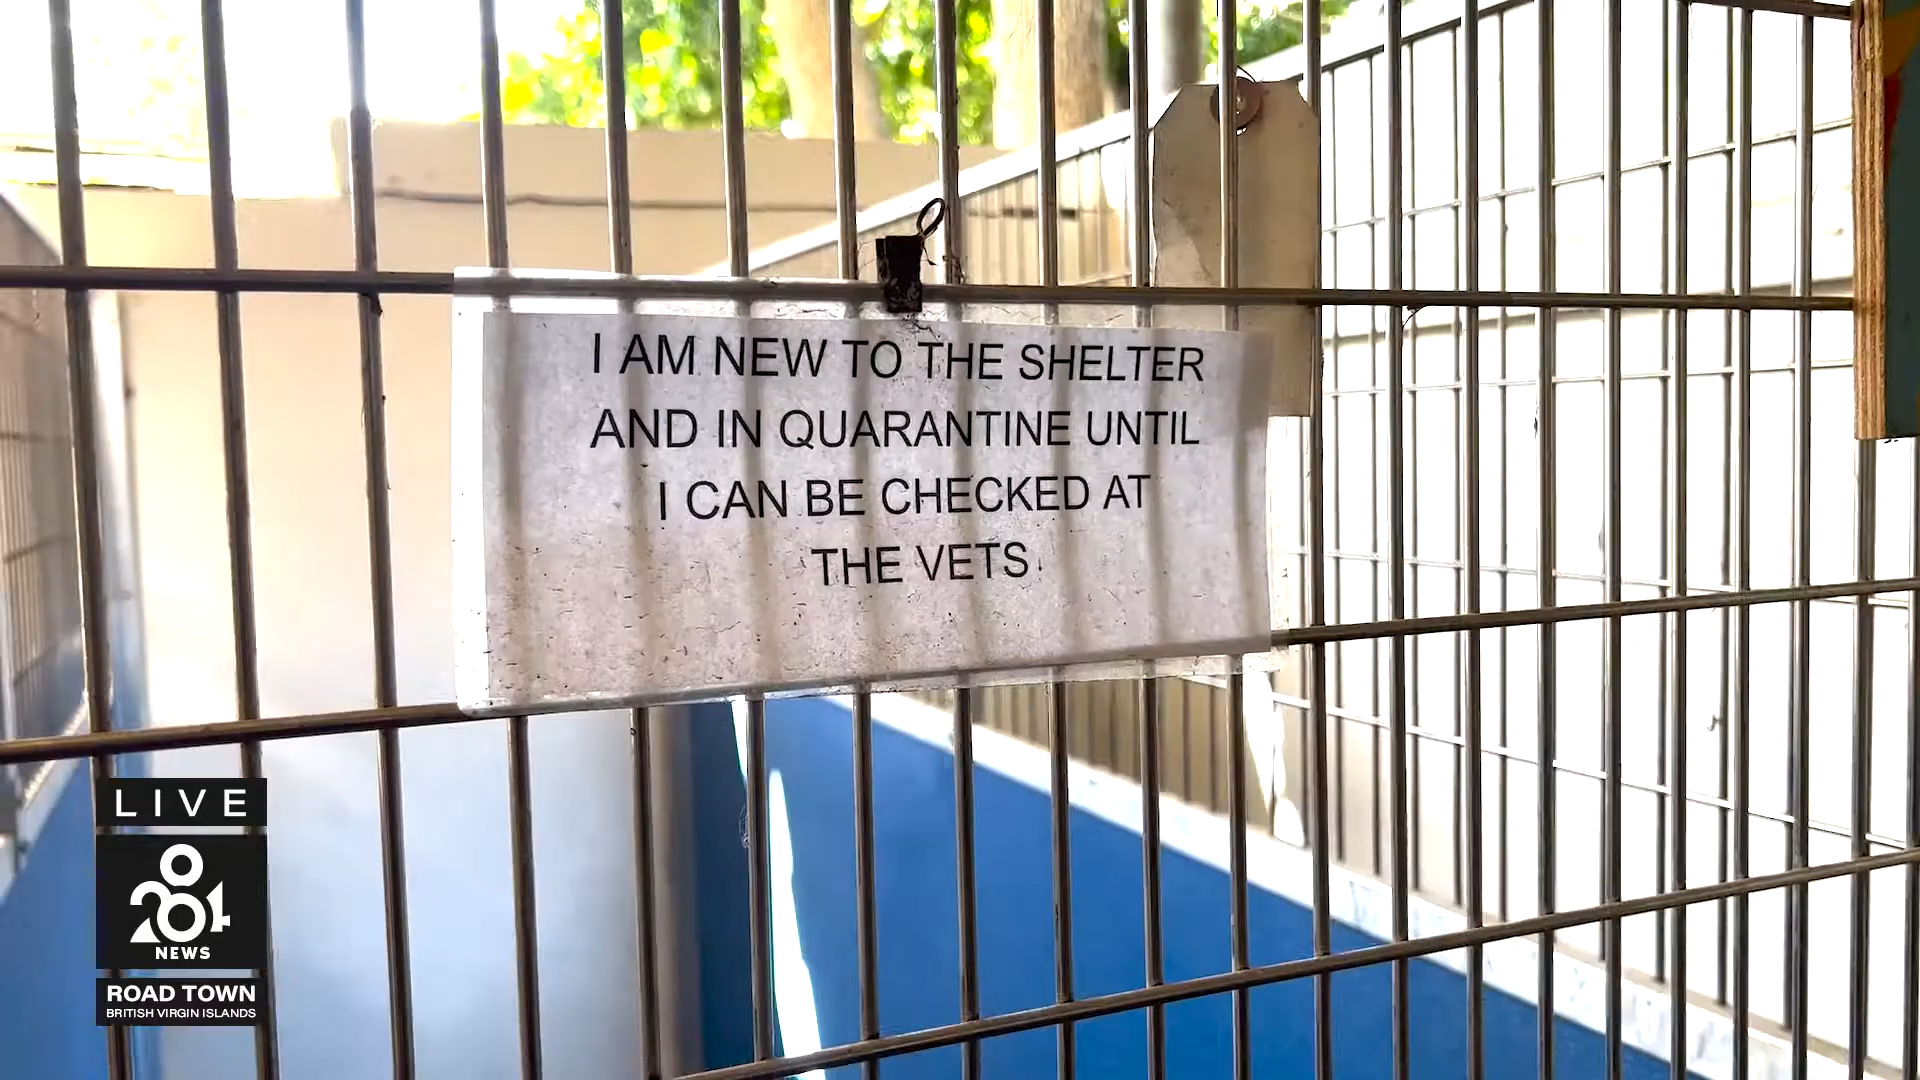 I AM NEW TO THE SHELTER
AND IN QUARANTINE UNTIL
I CAN BE CHECKED AT
THE VETS
LIVE
284
NEWS
ROAD TOWN
BRITISH VIRGIN ISLANDS